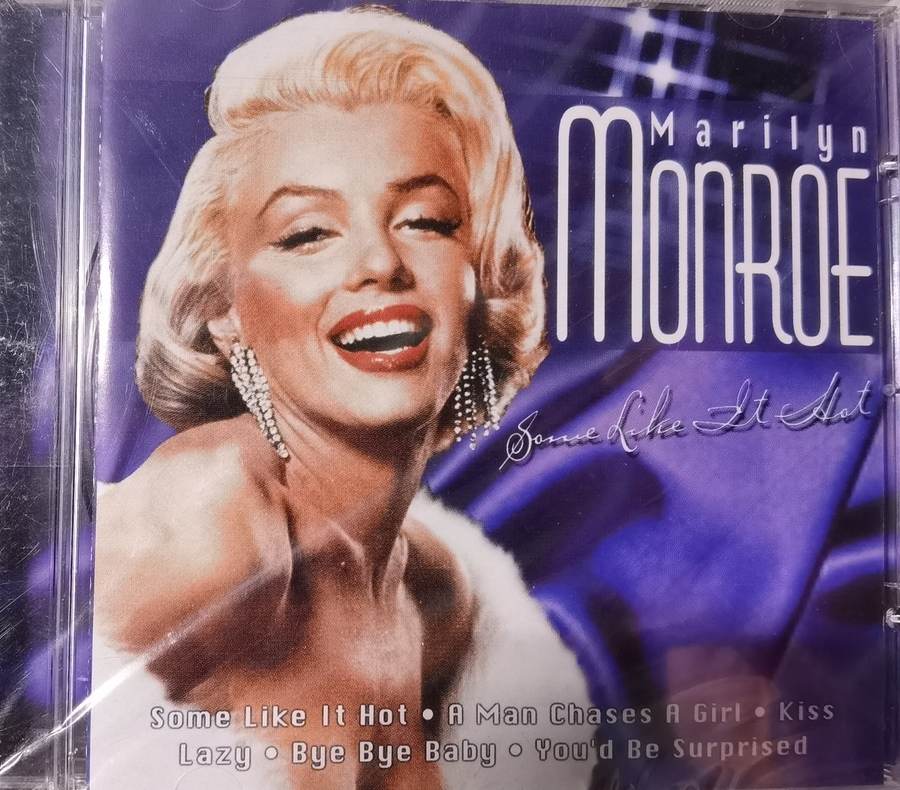 Marilyn
MONROE
Some Like It Hot
Some Like It Hot • A Man Chases A Girl • Kiss
Lazy • Bye Bye Baby • You'd Be Surprised